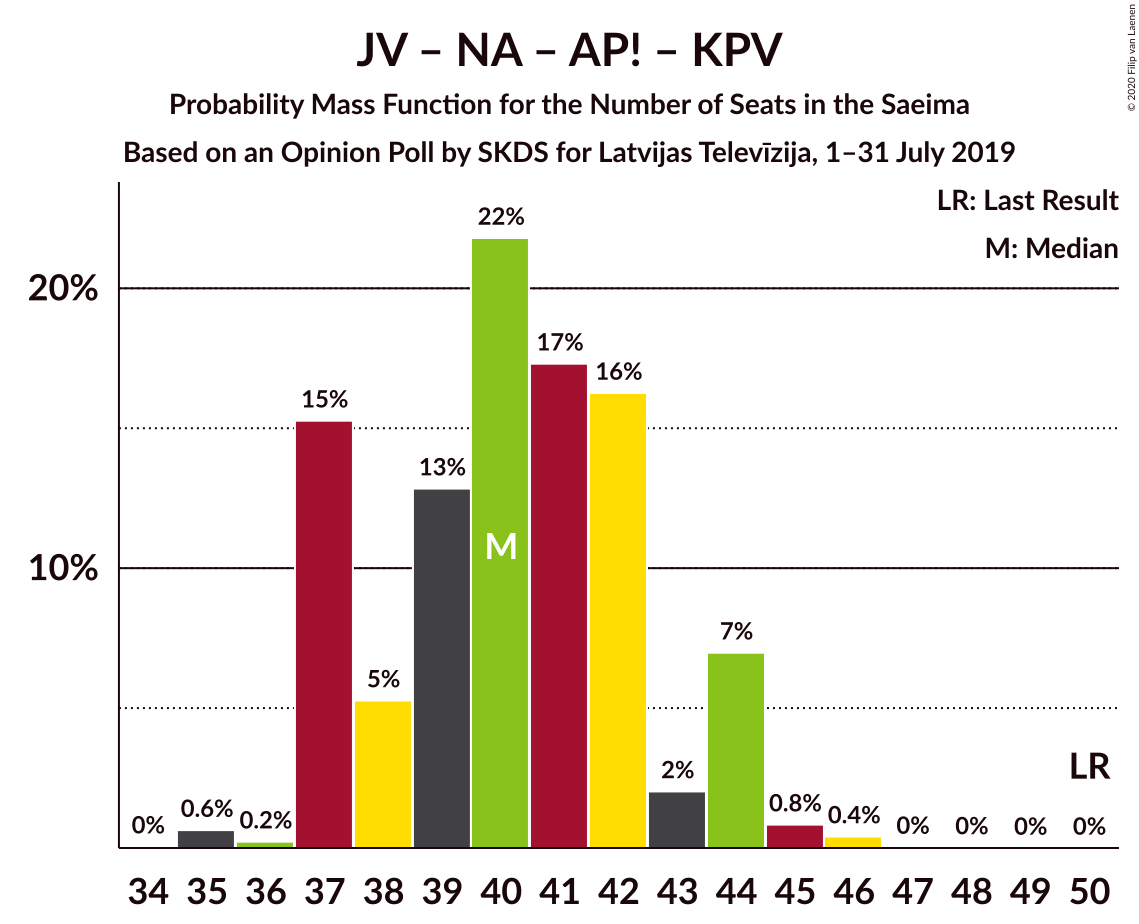 JV – NA – AP! – KPV
Probability Mass Function for the Number of Seats in the Saeima
Based on an Opinion Poll by SKDS for Latvijas Televīzija, 1–31 July 2019
© 2020 Filip van Laenen
LR: Last Result
M: Median
20%
10%
0%
0.6%
0.2%
15%
5%
13%
22%
17%
16%
2%
7%
0.8%
0.4%
0%
0%
0%
0%
M
LR
34 35 36 37 38 39 40 41 42 43 44 45 46 47 48 49 50